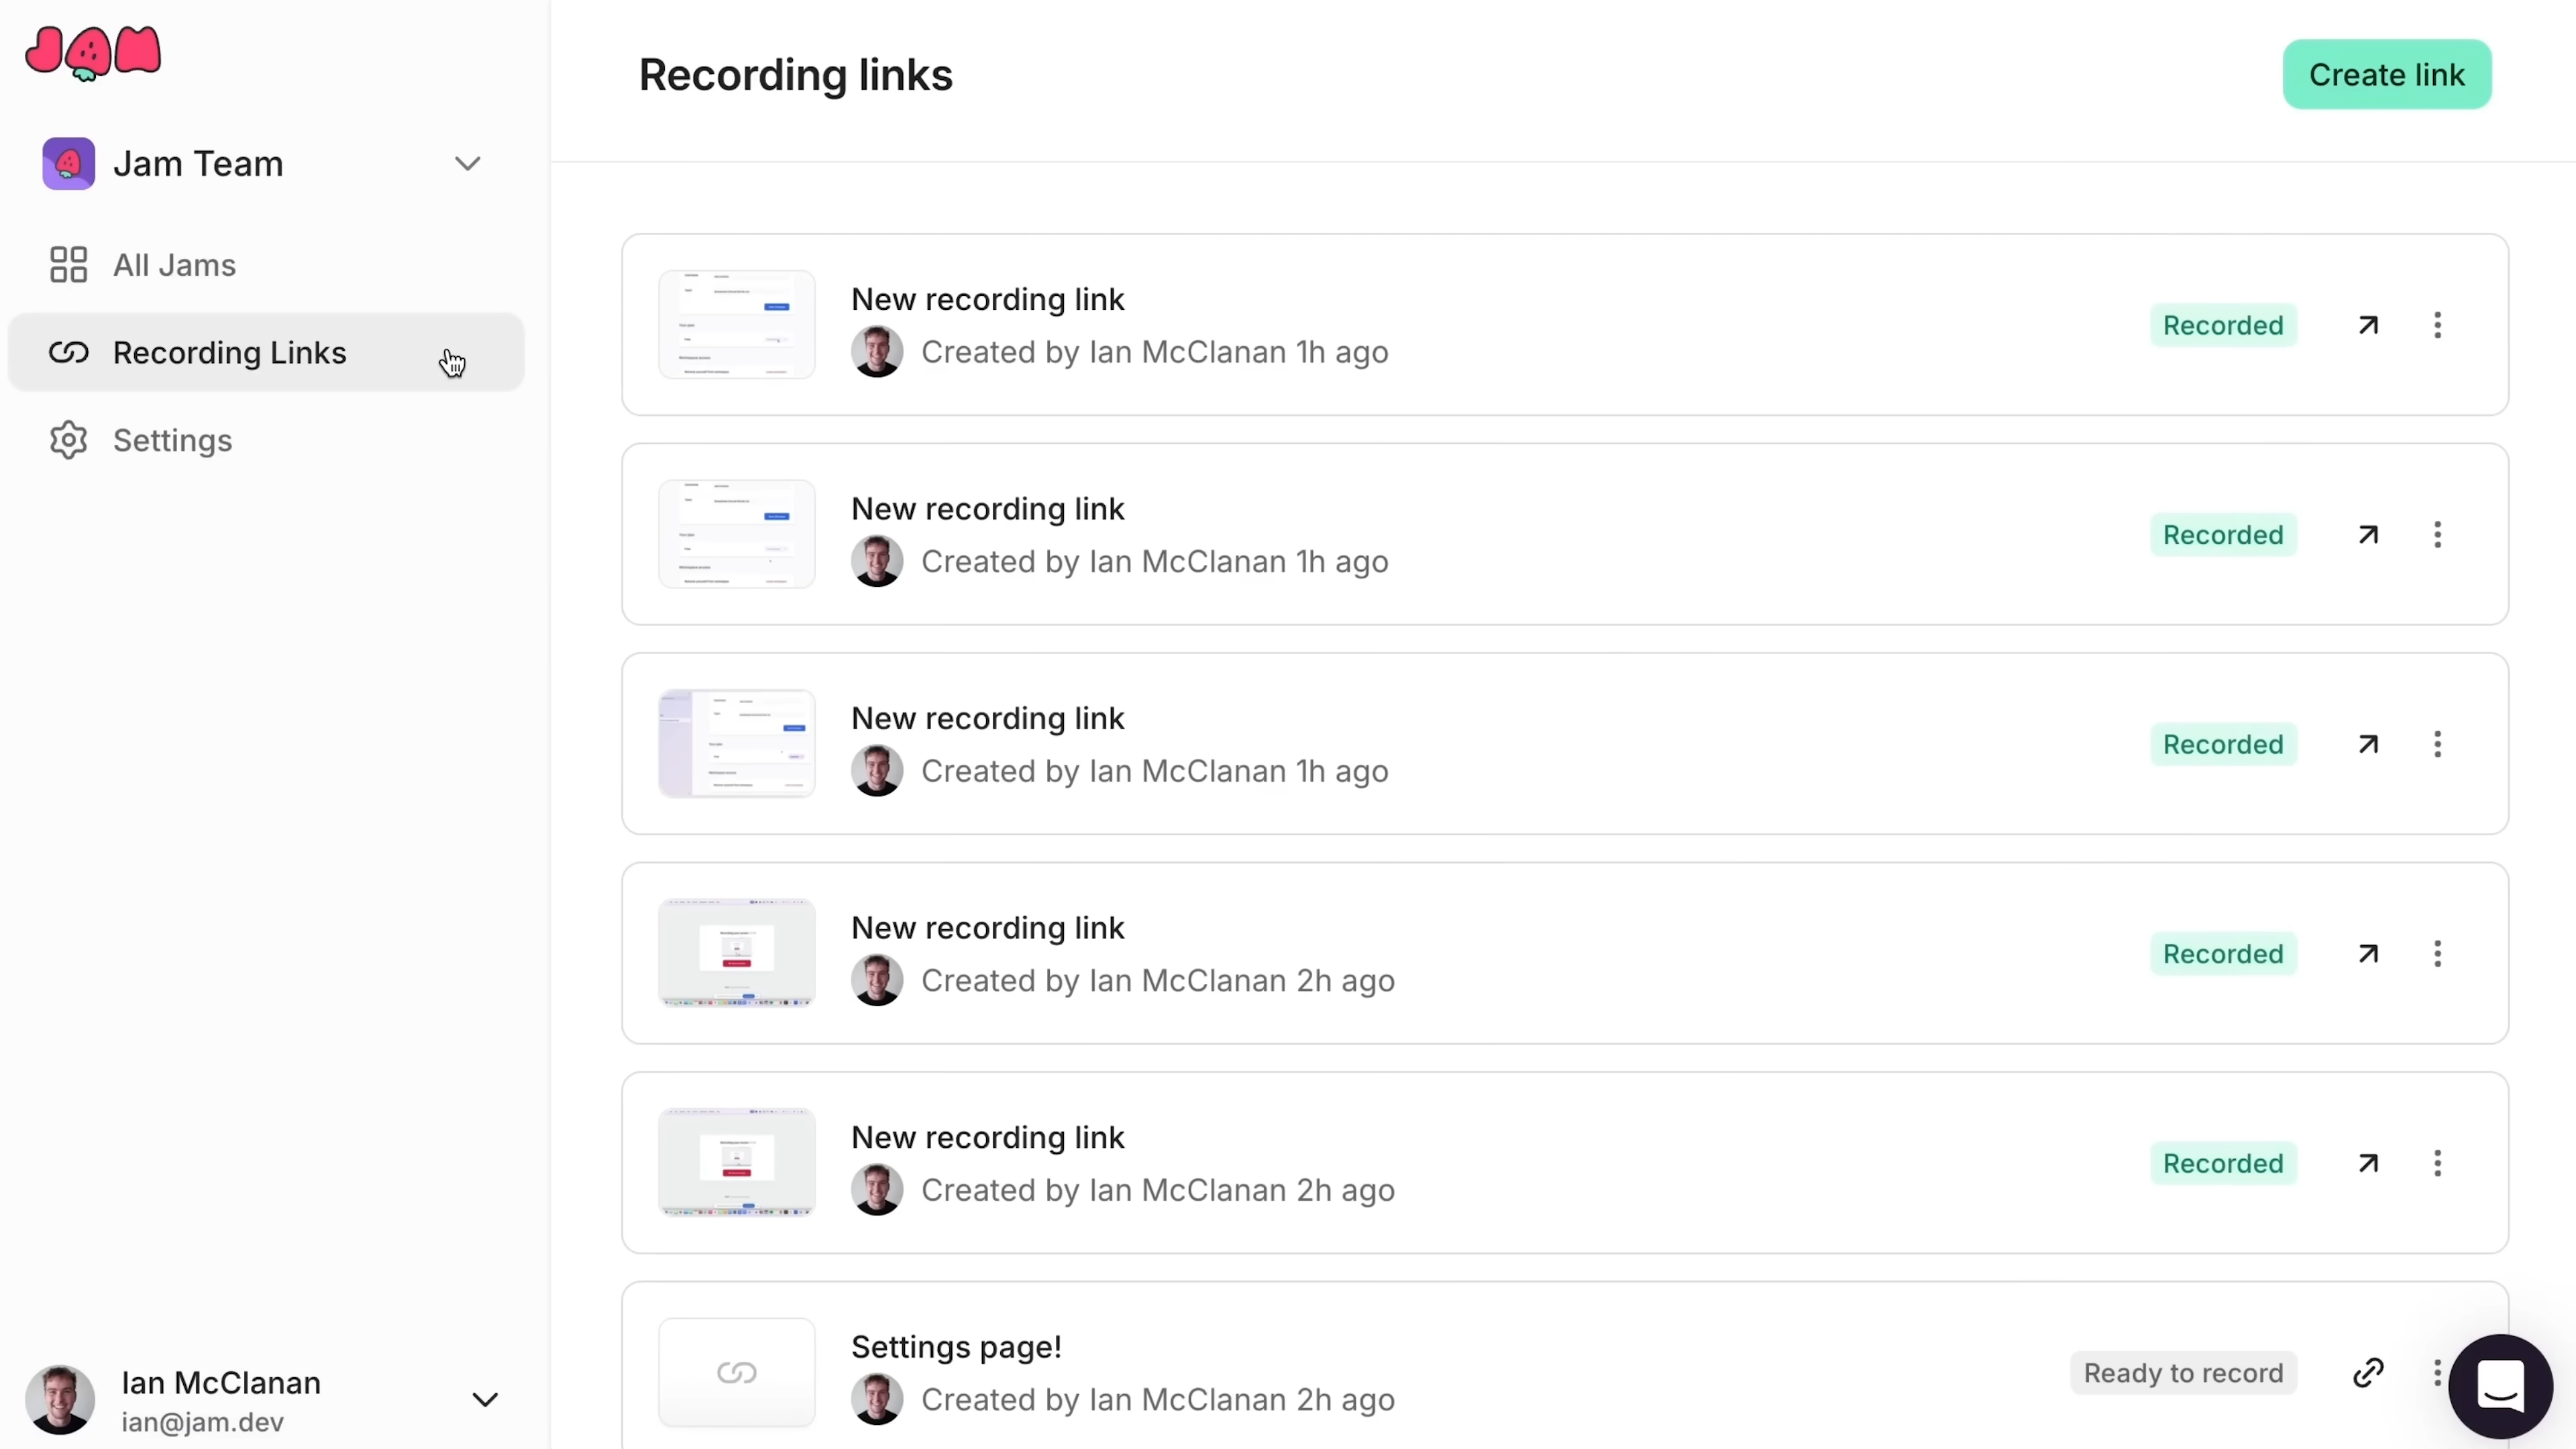 JAM
Jam Team
All Jams
Recording Links
Settings
Ian McClanan
ian@jam.dev
Recording links
Create link
New recording link
Created by Ian McClanan 1h ago
Recorded
New recording link
Created by Ian McClanan 1h ago
Recorded
New recording link
Created by Ian McClanan 1h ago
Recorded
New recording link
Created by Ian McClanan 2h ago
Recorded
New recording link
Created by Ian McClanan 2h ago
Recorded
Settings page!
Created by Ian McClanan 2h ago
Ready to record